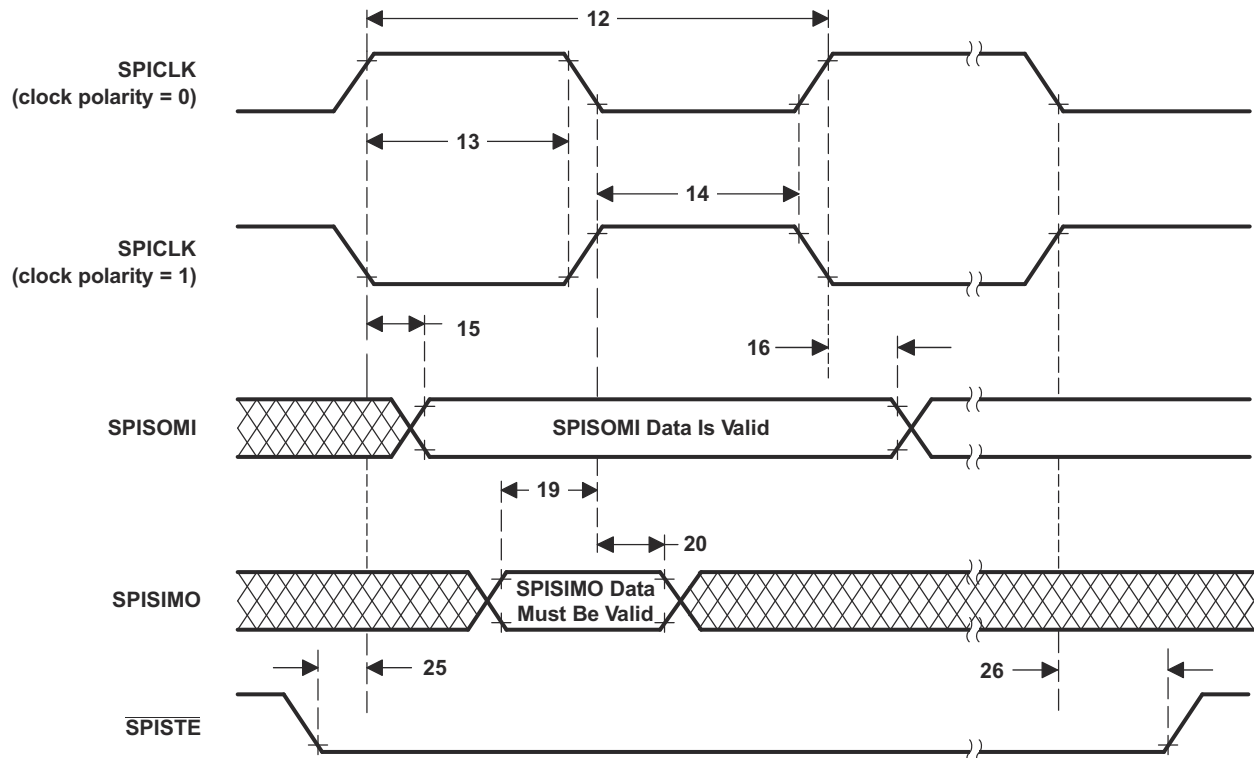 12
SPICLK
(clock polarity = 0)
13
14
SPICLK
(clock polarity = 1)
15
16
SPISOMI
SPISOMI Data Is Valid
19
20
SPISIMO
SPISIMO Data
Must Be Valid
25
26
SPISTE